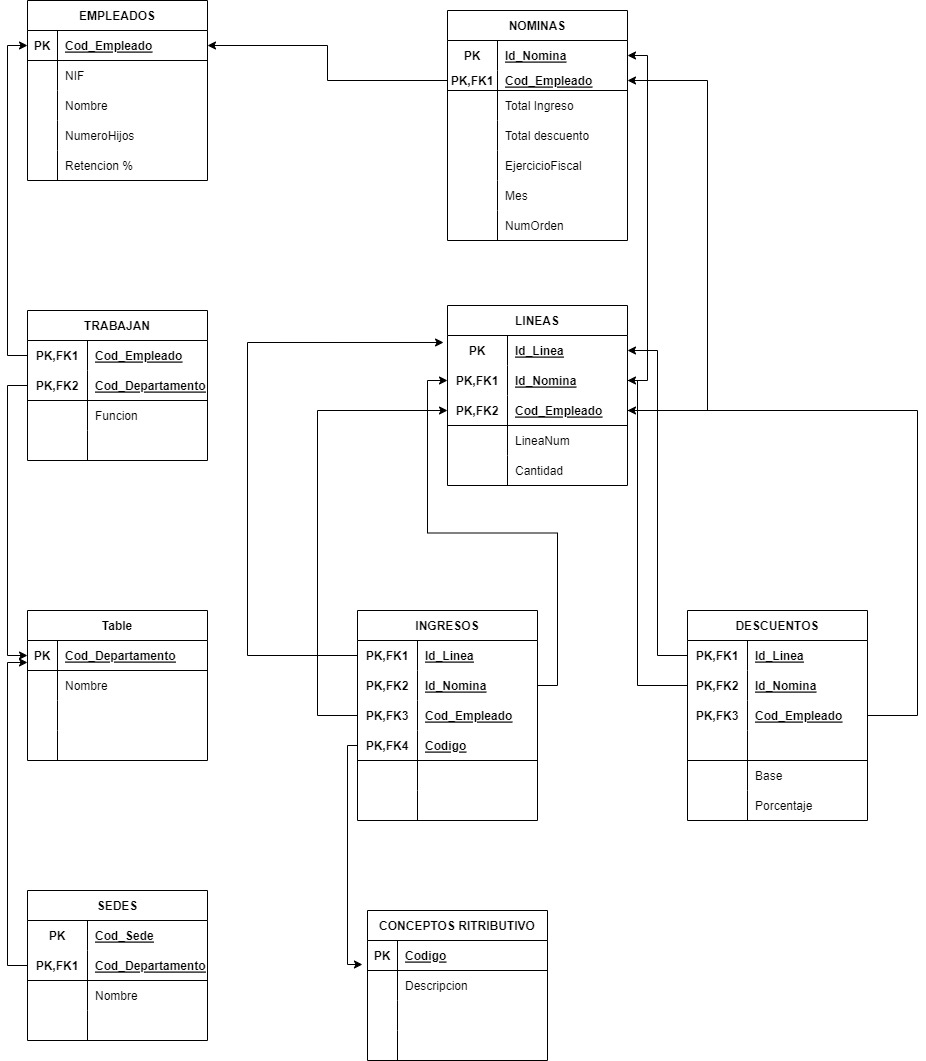 EMPLEADOS
PK Cod_Empleado
NIF
Nombre
NumeroHijos
Retencion %
NOMINAS
PK Id_Nomina
PK,FK1 Cod_Empleado
Total Ingreso
Total descuento
EjercicioFiscal
Mes
NumOrden
TRABAJAN
PK,FK1 Cod_Empleado
PK,FK2 Cod_Departamento
Funcion
LINEAS
PK Id_Linea
PK,FK1 Id_Nomina
PK,FK2 Cod_Empleado
LineaNum
Cantidad
Table
PK Cod_Departamento
Nombre
INGRESOS
PK,FK1 Id_Linea
PK,FK2 Id_Nomina
PK,FK3 Cod_Empleado
PK,FK4 Codigo
DESCUENTOS
PK,FK1 Id_Linea
PK,FK2 Id_Nomina
PK,FK3 Cod_Empleado
Base
Porcentaje
SEDES
PK Cod_Sede
PK,FK1 Cod_Departamento
Nombre
CONCEPTOS RITRIBUTIVO
PK Codigo
Descripcion